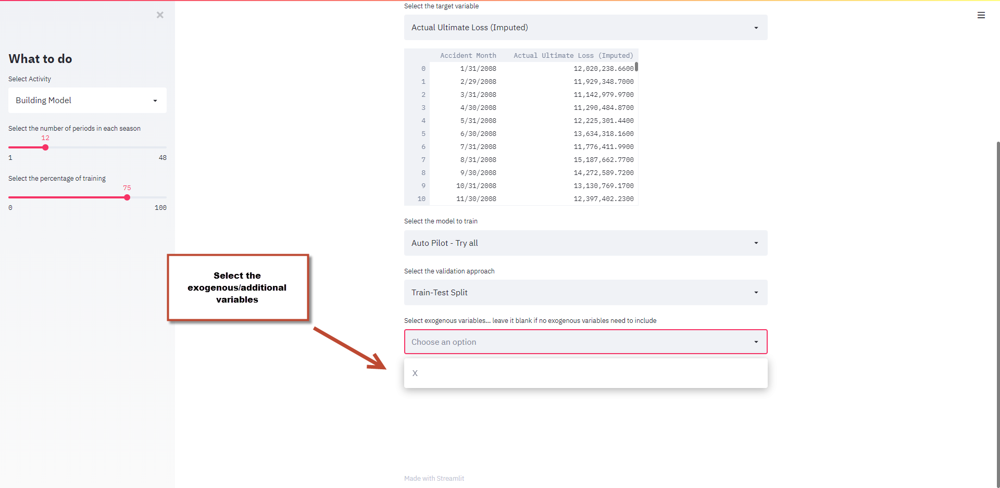 What to do
Select Activity
Building Model
Select the number of periods in each season
12
1 48
Select the percentage of training
75
0 100
Select the target variable
Actual Ultimate Loss (Imputed)
Accident Month Actual Ultimate Loss (Imputed)
0 1/31/2008 12,020,238.6600
1 2/29/2008 11,929,348.7000
2 3/31/2008 11,142,979.9700
3 4/30/2008 11,290,484.8700
4 5/31/2008 12,225,301.4400
5 6/30/2008 13,634,318.1600
6 7/31/2008 11,776,411.9900
7 8/31/2008 15,187,662.7700
8 9/30/2008 14,272,589.7200
9 10/31/2008 13,130,769.1700
10 11/30/2008 12,397,402.2300
Select the model to train
Auto Pilot - Try all
Select the validation approach
Train-Test Split
Select the
exogenous/additional
variables
Select exogenous variables... leave it blank if no exogenous variables need to include
Choose an option
X
Made with Streamlit